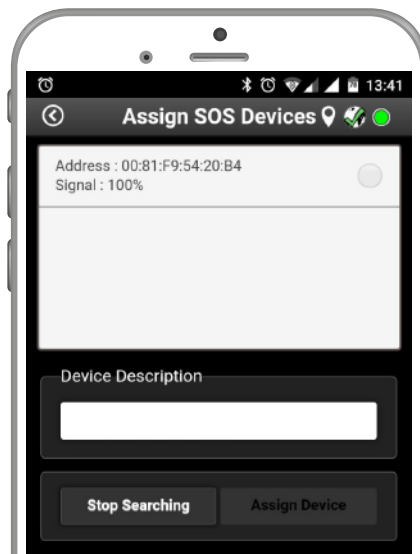 13:41
Assign SOS Devices
Address : 00:81:F9:54:20:B4
Signal : 100%
Device Description
Stop Searching
Assign Device